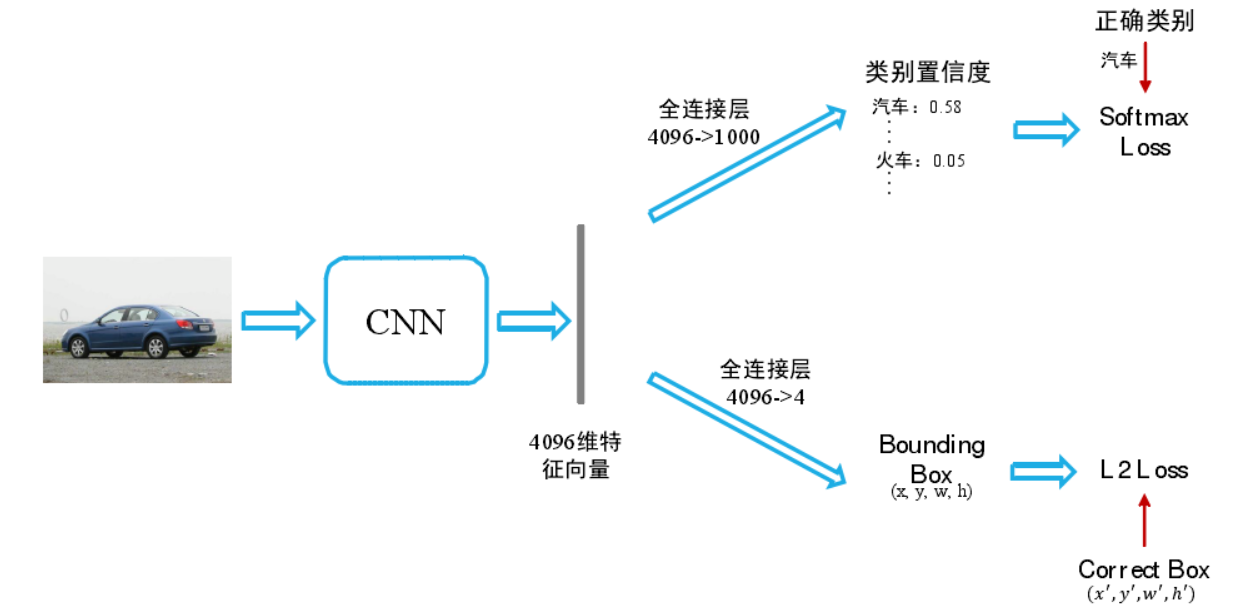 正确类别
汽车
类别置信度
汽车：0.58
⋮
火车：0.05
⋮
Softmax
Loss
全连接层
4096->1000
CNN
4096维特
征向量
全连接层
4096->4
Bounding
Box
(x, y, w, h)
L2 Loss
Correct Box
(x′,y′,w′,h′)